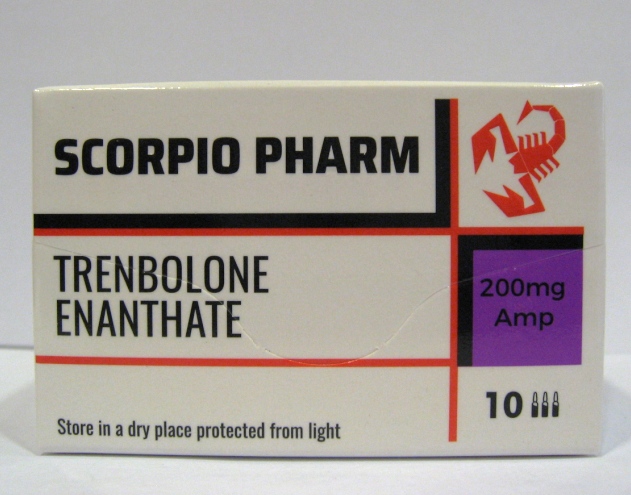 SCORPIO PHARM
TRENBOLONE
ENANTHATE
200mg
Amp
10
Store in a dry place protected from light